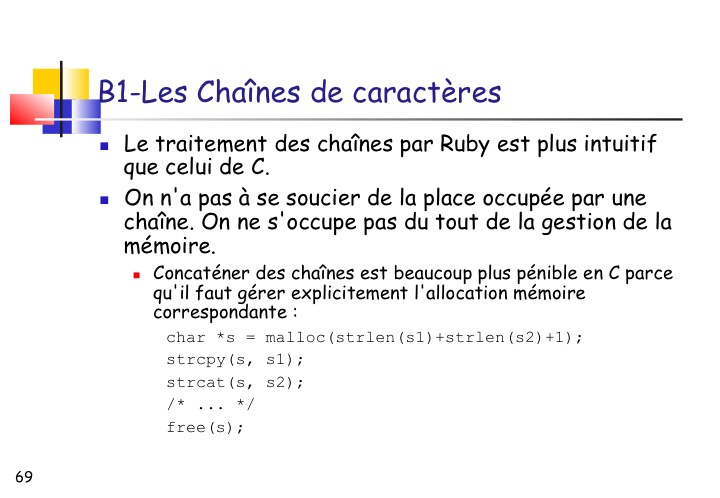 B1-Les Chaînes de caractères
Le traitement des chaînes par Ruby est plus intuitif
que celui de C.
On n'a pas à se soucier de la place occupée par une
chaîne. On ne s'occupe pas du tout de la gestion de la
mémoire.
Concaténer des chaînes est beaucoup plus pénible en C parce
qu'il faut gérer explicitement l'allocation mémoire
correspondante :
char *s = malloc(strlen(s1)+strlen(s2)+1);
strcpy(s, s1);
strcat(s, s2);
/* ... */
free(s);
69